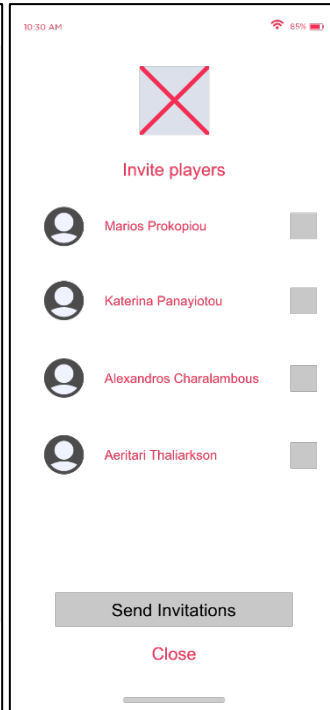 10:30 AM 85%
Invite players
Marios Prokopiou
Katerina Panayiotou
Alexandros Charalambous
Aeritari Thaliarkson
Send Invitations
Close